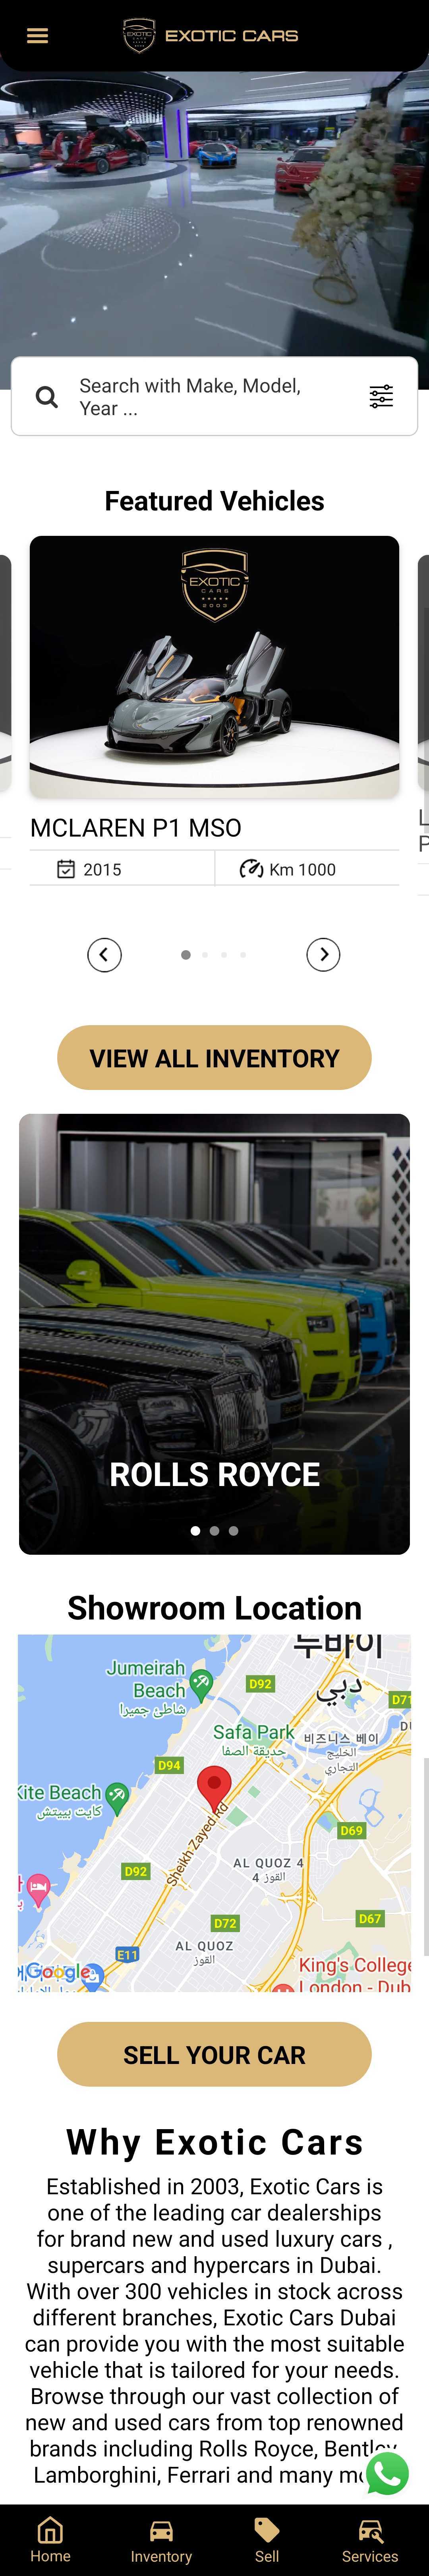 EXOTIC CARS
Search with Make, Model,
Year ...
Featured Vehicles
EXOTIC
CARS
2003
MCLAREN P1 MSO
2015
Km 1000
L
P
VIEW ALL INVENTORY
ROLLS ROYCE
Showroom Location
두바이
دبي
Jumeirah
Beach
شاطئ جميرا
D92
D71
Safa Park
حديقة الصفا
비즈니스 베이
الخليج
التجاري
DU
D94
Kite Beach
كايت بييتش
Sheikh Zayed Rd
D69
D92
AL QUOZ 4
القوز 4
D72
D67
AL QUOZ
القوز
E11
Google
King's College
London - Dub
SELL YOUR CAR
Why Exotic Cars
Established in 2003, Exotic Cars is
one of the leading car dealerships
for brand new and used luxury cars ,
supercars and hypercars in Dubai.
With over 300 vehicles in stock across
different branches, Exotic Cars Dubai
can provide you with the most suitable
vehicle that is tailored for your needs.
Browse through our vast collection of
new and used cars from top renowned
brands including Rolls Royce, Bentley,
Lamborghini, Ferrari and many mo
Home
Inventory
Sell
Services